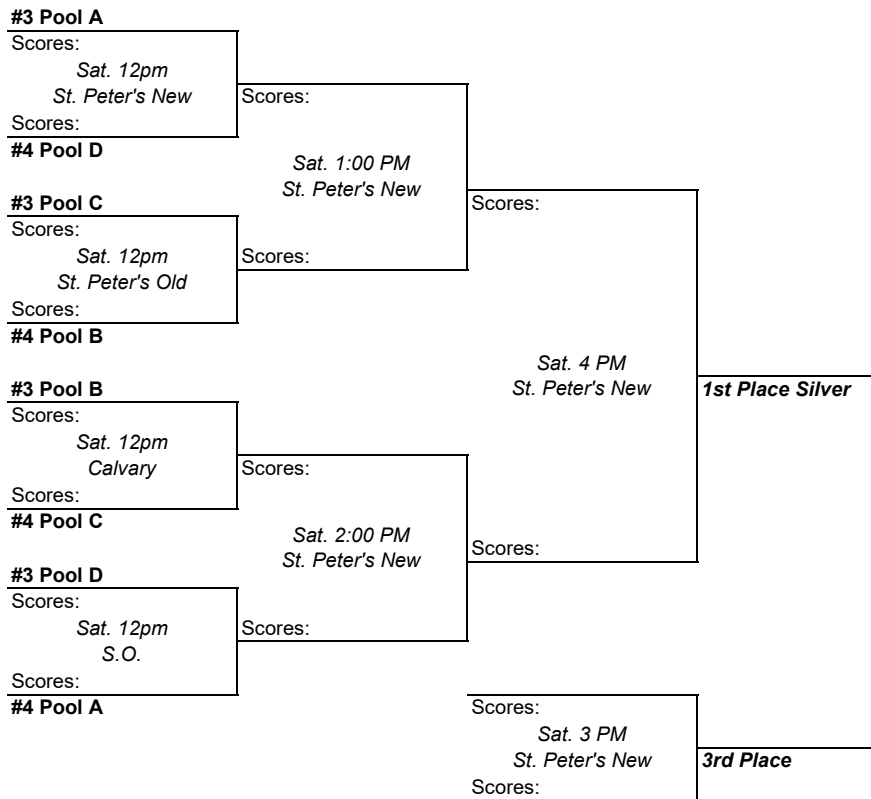 #3 Pool A
Scores:
Sat. 12pm
St. Peter's New
Scores:
Scores:
#4 Pool D
Sat. 1:00 PM
St. Peter's New
#3 Pool C
Scores:
Scores:
Sat. 12pm
Scores:
St. Peter's Old
Scores:
#4 Pool B
Sat. 4 PM
St. Peter's New
1st Place Silver
#3 Pool B
Scores:
Sat. 12pm
Calvary
Scores:
Scores:
#4 Pool C
Sat. 2:00 PM
St. Peter's New
Scores:
#3 Pool D
Scores:
Sat. 12pm
Scores:
S.O.
Scores:
#4 Pool A
Scores:
Sat. 3 PM
St. Peter's New
3rd Place
Scores: